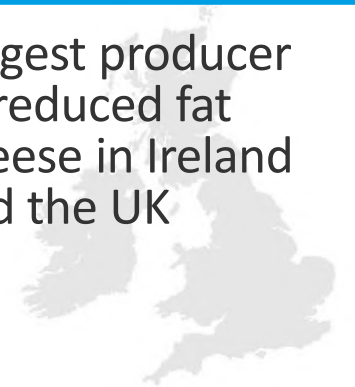 gest producer
reduced fat
eese in Ireland
d the UK